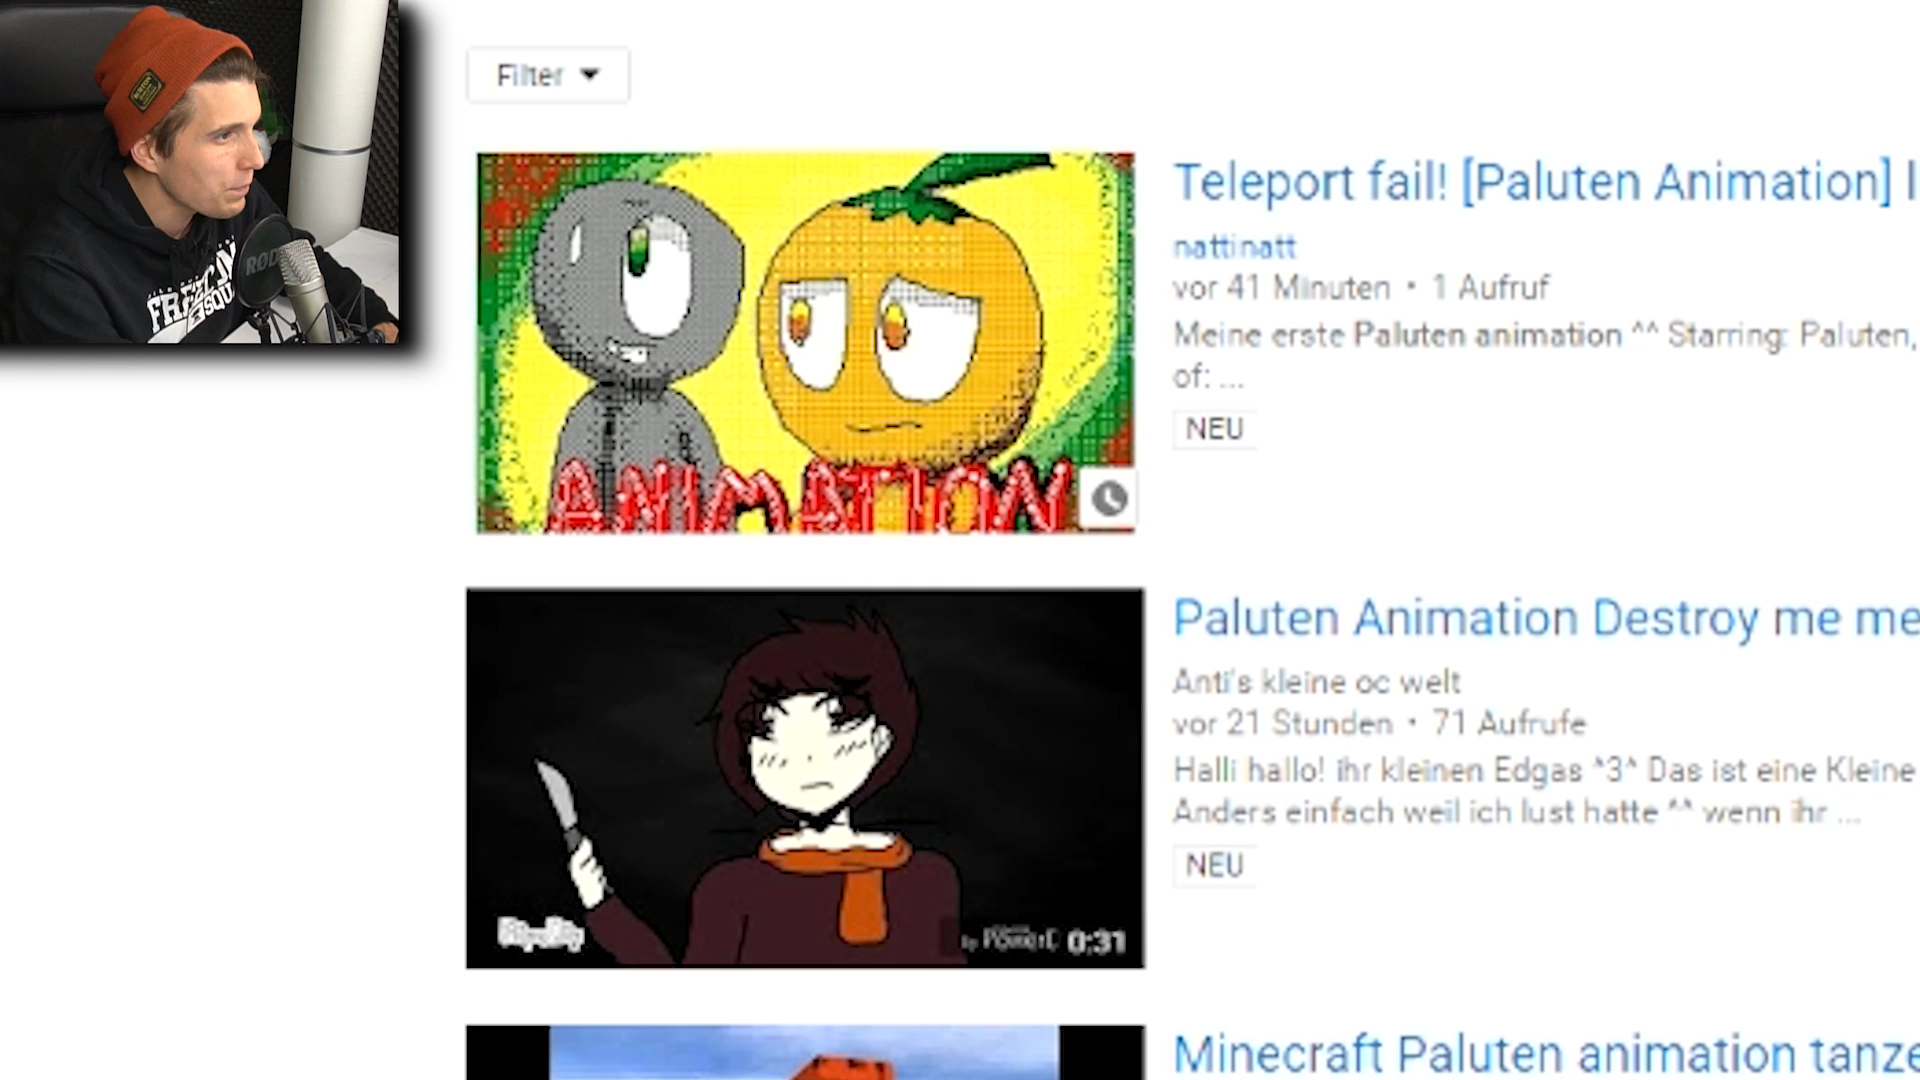 Filter
RØDE
Teleport fail! [Paluten Animation] l
nattinatt
vor 41 Minuten • 1 Aufruf
Meine erste Paluten animation ^^ Starring: Paluten,
of: ...
NEU
ANIMATION
Paluten Animation Destroy me me
Anti's kleine oc welt
vor 21 Stunden • 71 Aufrufe
Halli hallo! ihr kleinen Edgas ^3^ Das ist eine Kleine
Anders einfach weil ich lust hatte ^^ wenn ihr ...
NEU
0:31
Minecraft Paluten animation tanze